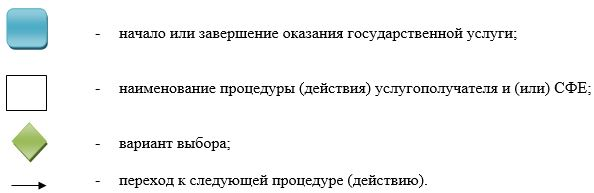 - начало или завершение оказания государственной услуги;
- наименование процедуры (действия) услугополучателя и (или) СФЕ;
- вариант выбора;
- переход к следующей процедуре (действию).